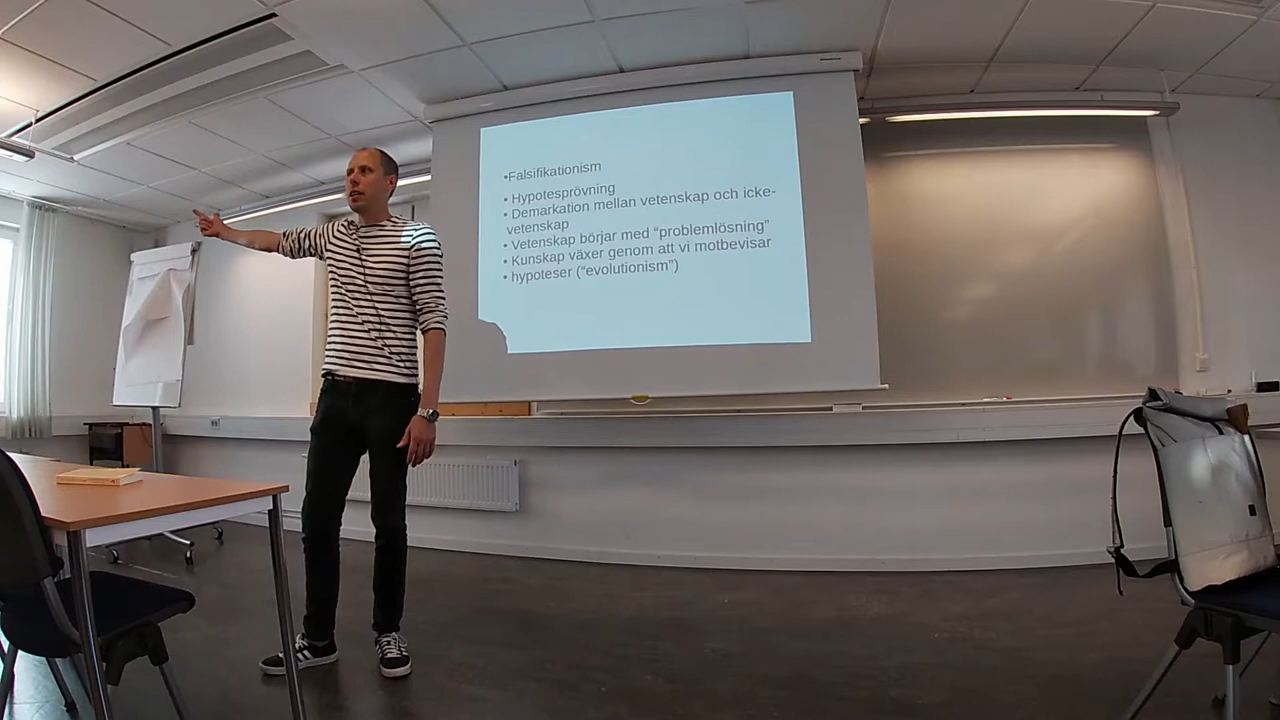 •Falsifikationism
• Hypotesprövning
• Demarkation mellan vetenskap och icke-
vetenskap
• Vetenskap börjar med “problemlösning”
• Kunskap växer genom att vi motbevisar
• hypoteser (“evolutionism”)